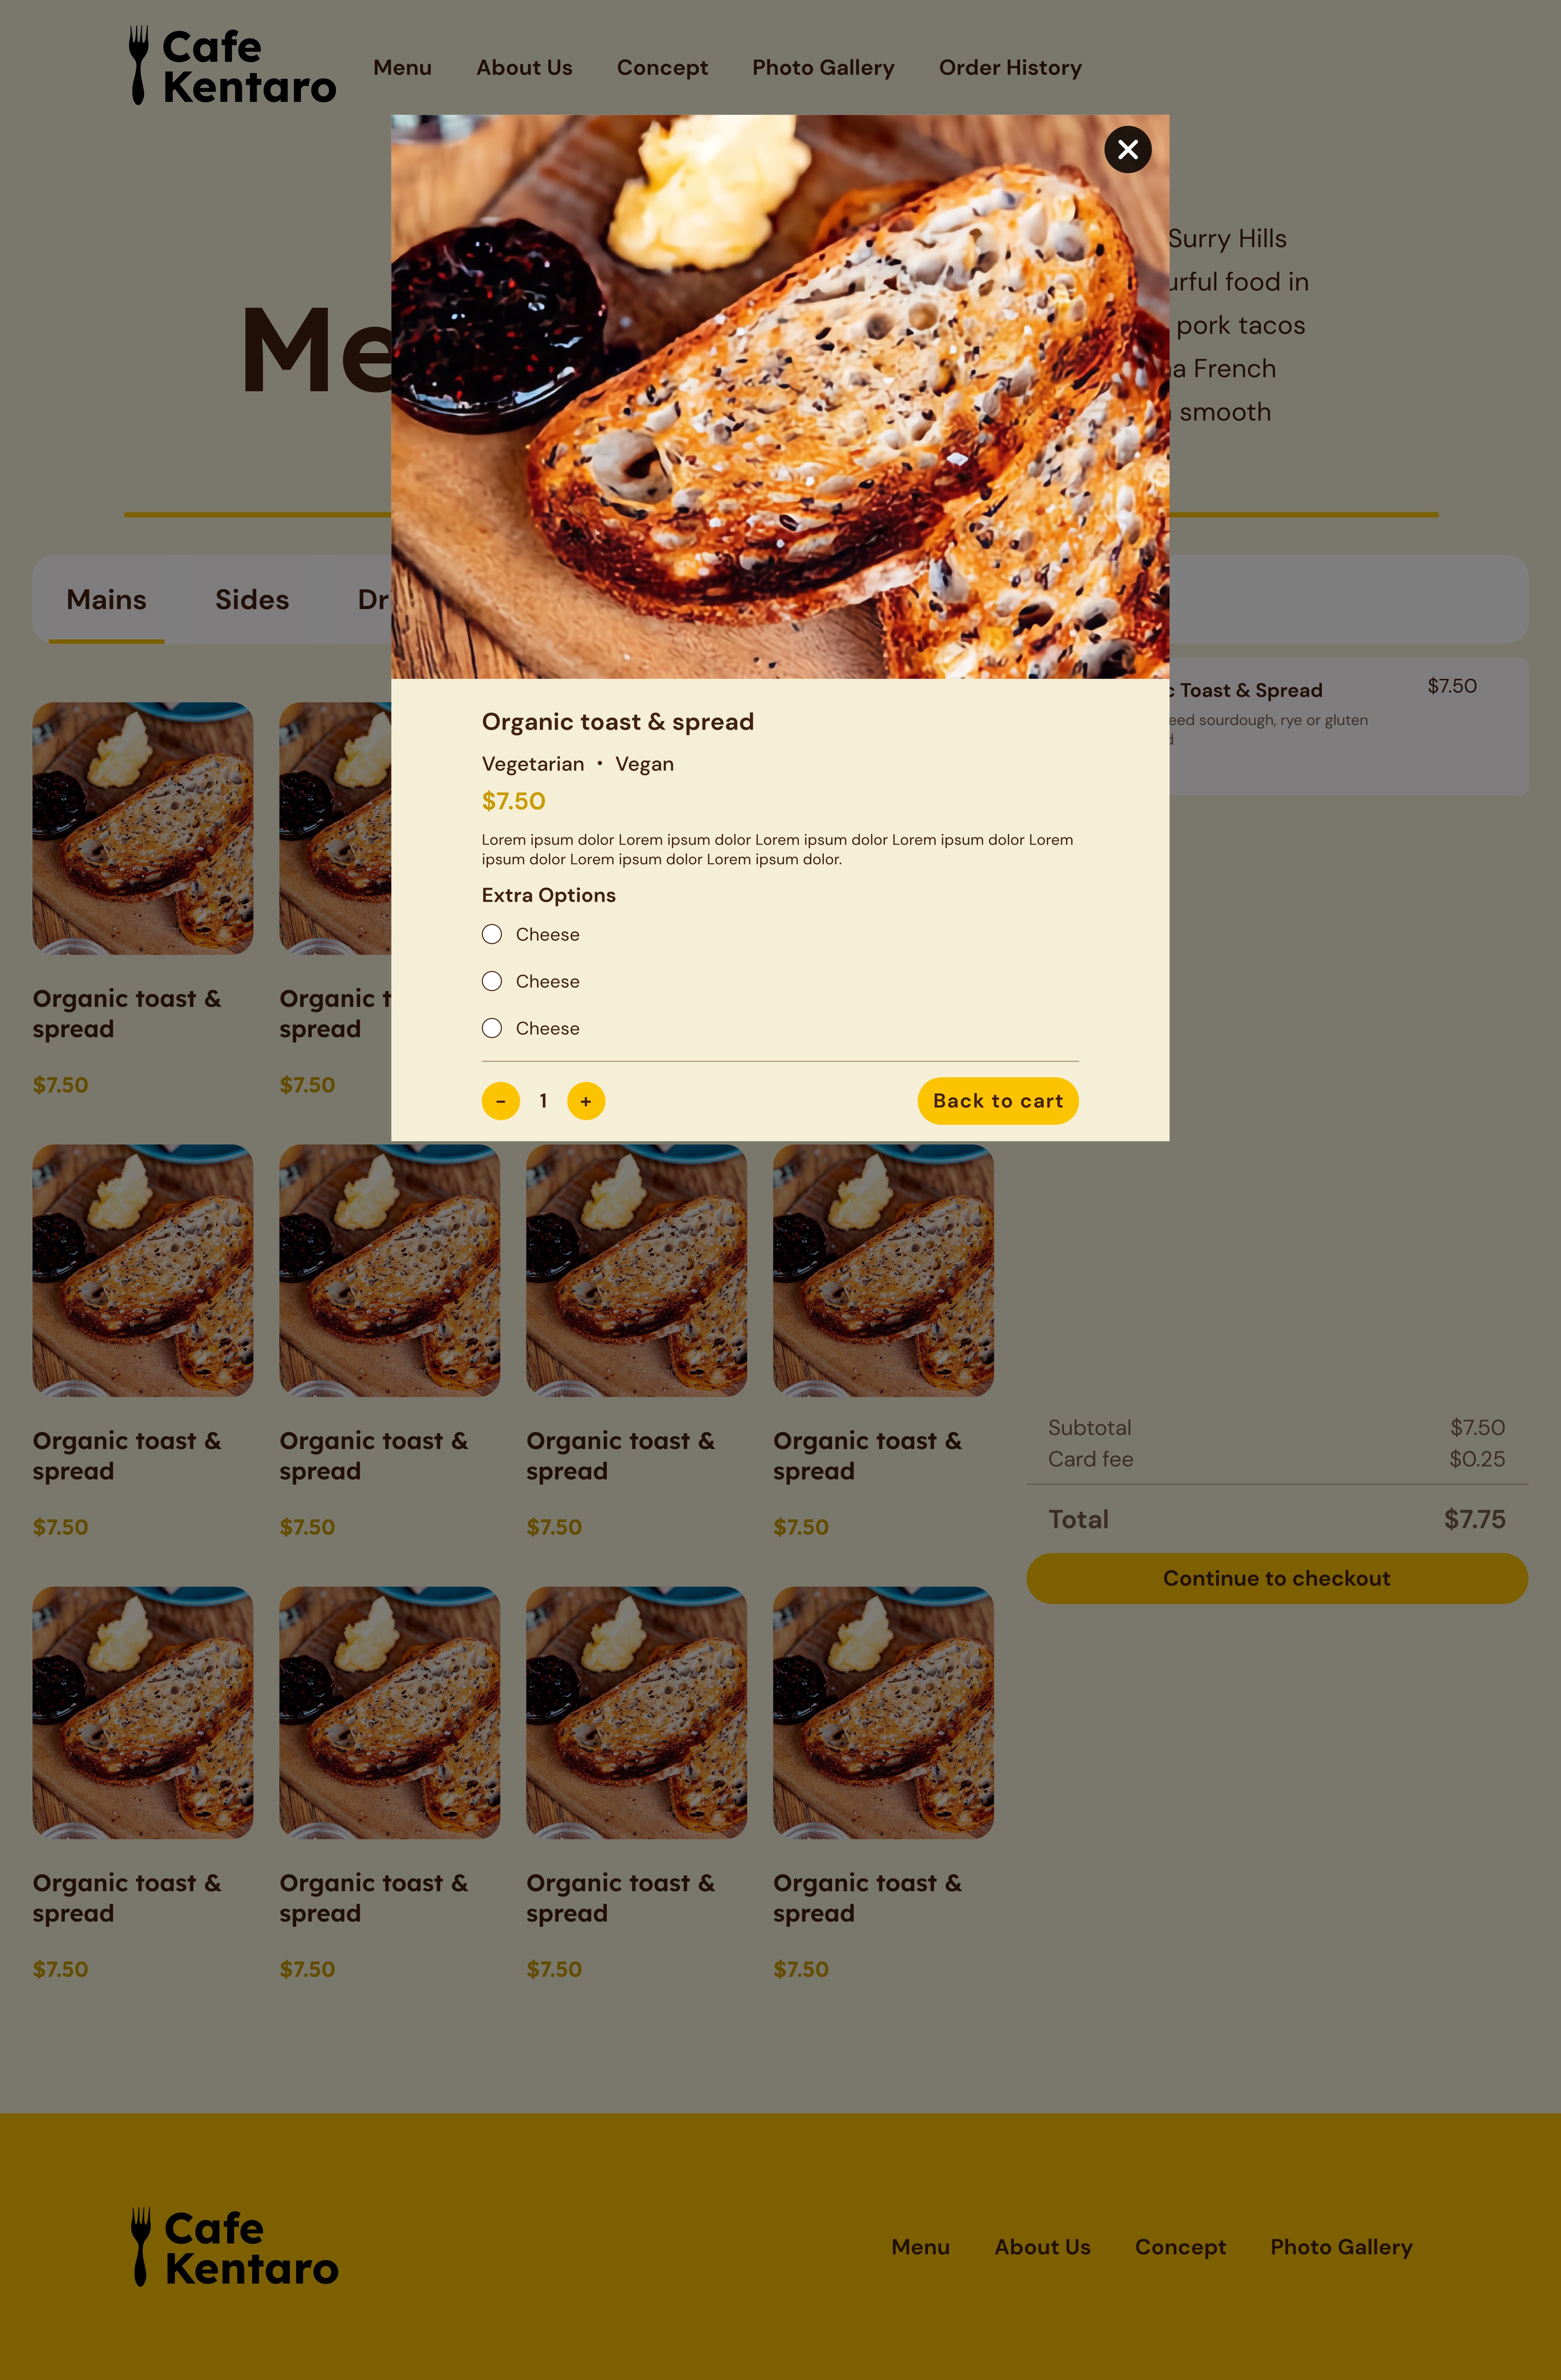 Cafe
Kentaro
Menu About Us Concept Photo Gallery Order History
Surry Hills
food in
pork tacos
French
smooth
Mains Sides
Organic toast & spread
Vegetarian • Vegan
$7.50
Lorem ipsum dolor Lorem ipsum dolor Lorem ipsum dolor Lorem ipsum dolor Lorem
ipsum dolor Lorem ipsum dolor Lorem ipsum dolor.
Extra Options
Cheese
Cheese
Cheese
- 1 +
Back to cart
Toast & Spread $7.50
sourdough, rye or gluten
Organic toast &
spread
$7.50
Organic
spread
$7.50
Organic toast &
spread
$7.50
Organic toast &
spread
$7.50
Organic toast &
spread
$7.50
Organic toast &
spread
$7.50
Subtotal $7.50
Card fee $0.25
Total $7.75
Continue to checkout
Organic toast &
spread
$7.50
Organic toast &
spread
$7.50
Organic toast &
spread
$7.50
Organic toast &
spread
$7.50
Cafe
Kentaro
Menu About Us Concept Photo Gallery